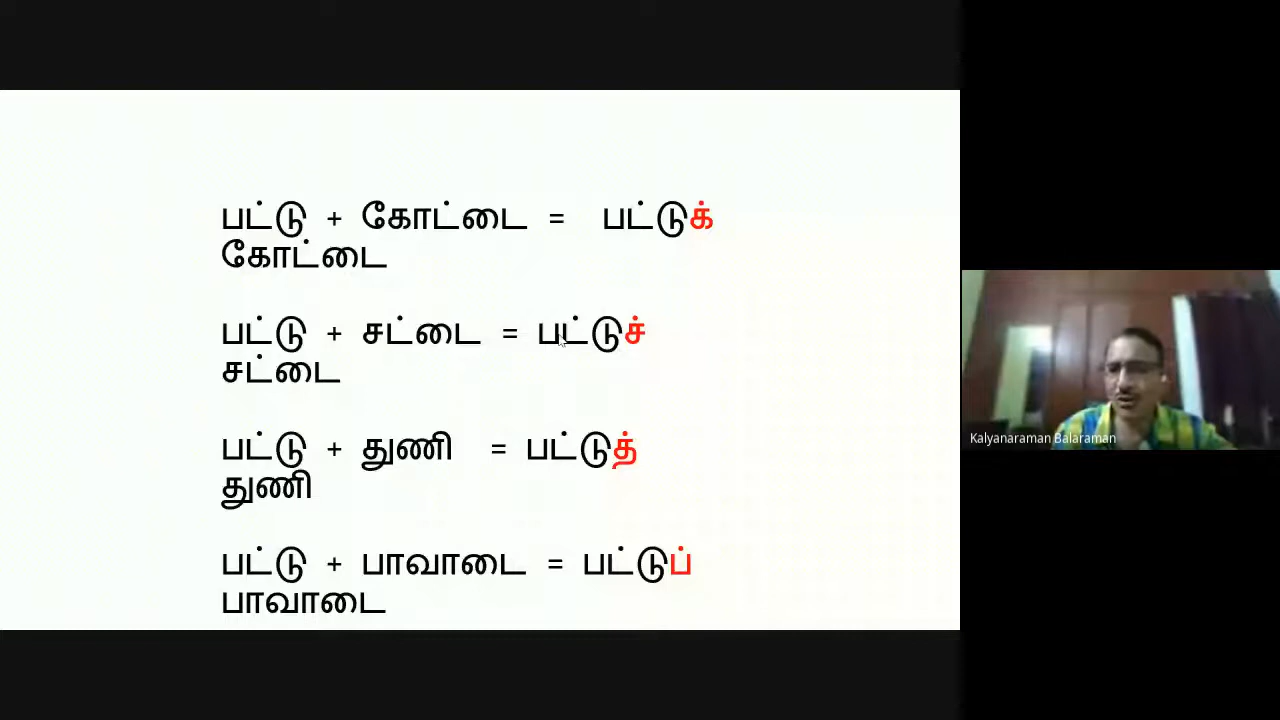 பட்டு + கோட்டை = பட்டுக்
கோட்டை
பட்டு + சட்டை = பட்டுச்
சட்டை
பட்டு + துணி = பட்டுத்
துணி
பட்டு + பாவாடை = பட்டுப்
பாவாடை
Kalyanaraman Balaraman